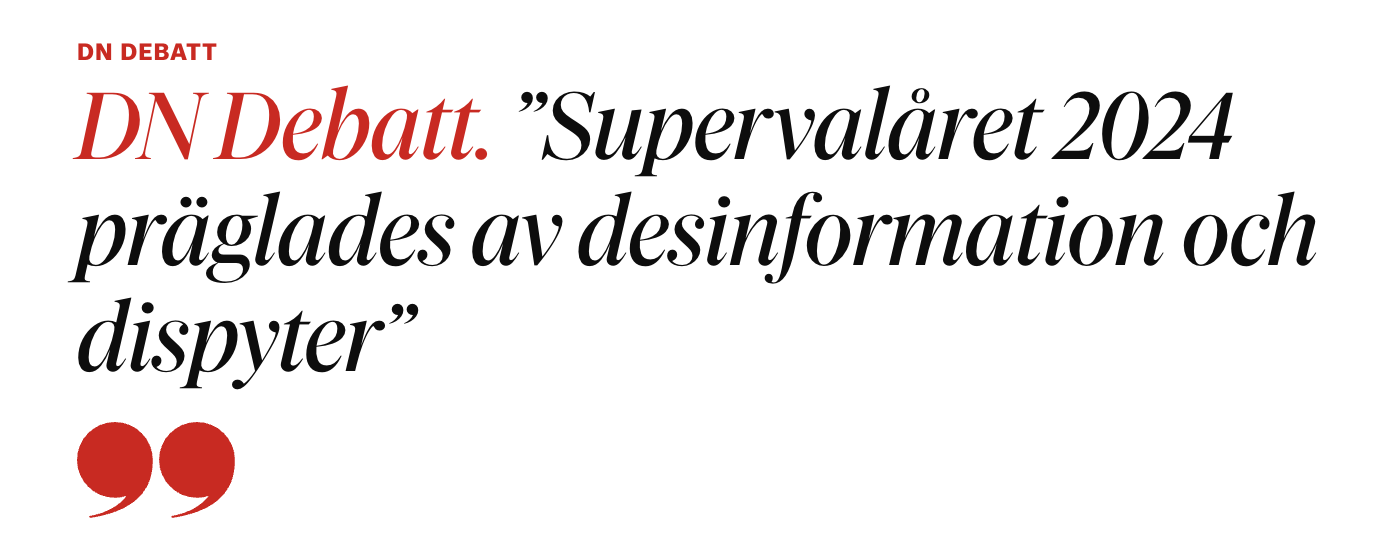 DN DEBATT
DN Debatt. ”Supervalåret 2024
präglades av desinformation och
dispyter”
”